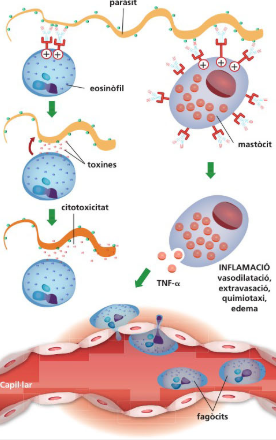 paràsit
eosinòfil
mastòcit
toxines
citotoxicitat
TNF-α
INFLAMACIÓ
vasodilatació,
extravasació,
quimiotaxi,
edema
Capil·lar
fagòcits